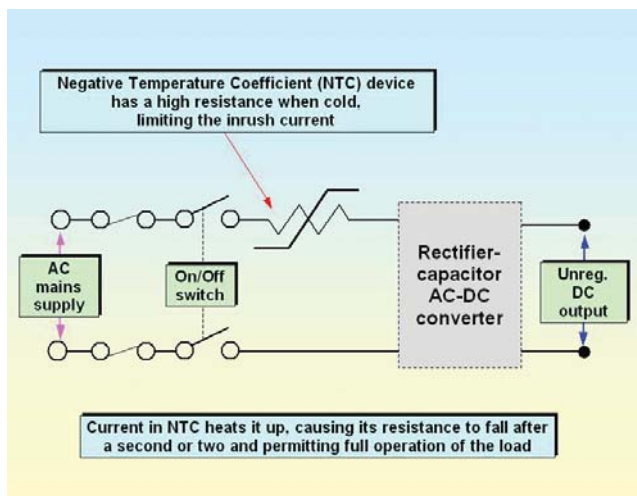 Negative Temperature Coefficient (NTC) device
has a high resistance when cold,
limiting the inrush current
AC
mains
supply
On/Off
switch
Rectifier-
capacitor
AC-DC
converter
Unreg.
DC
output
Current in NTC heats it up, causing its resistance to fall after
a second or two and permitting full operation of the load